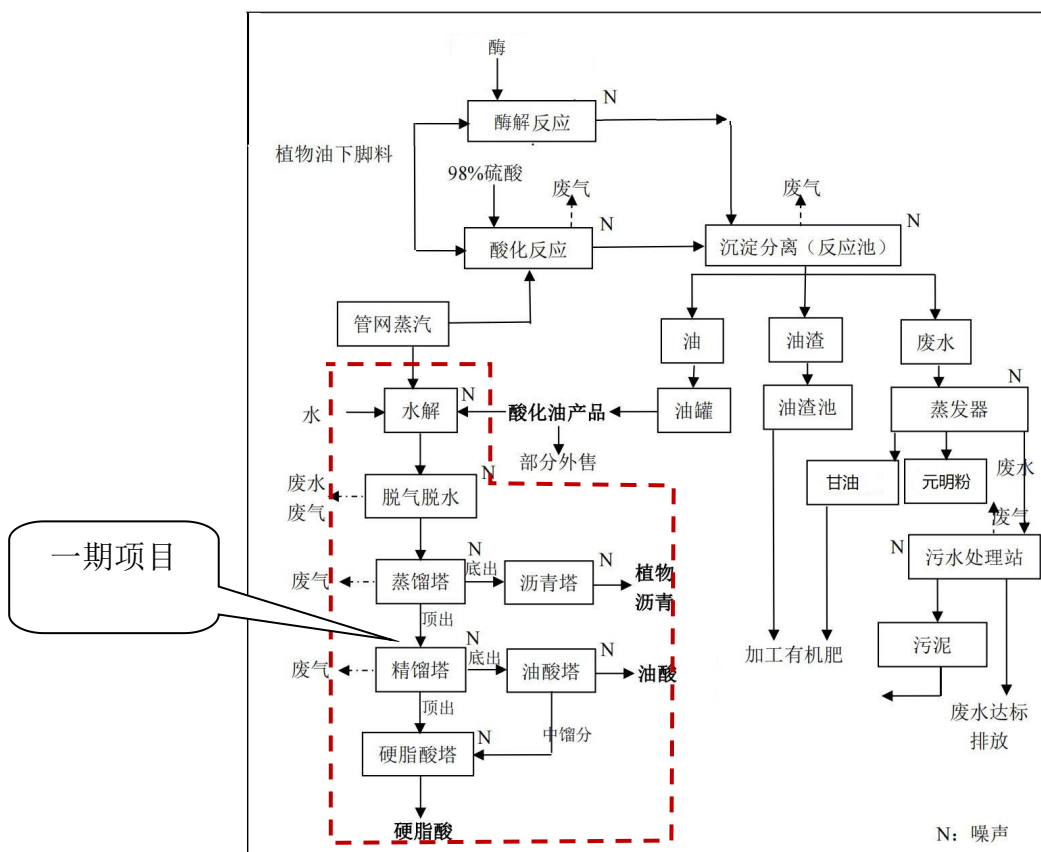 酶
N
酶解反应
植物油下脚料
98%硫酸
废气
废气
N
N
酸化反应
沉淀分离（反应池）
管网蒸汽
油
油渣
废水
N
N
水
水解
酸化油产品
油罐
油渣池
蒸发器
部分外售
N
废水
废气
脱气脱水
甘油
元明粉
废水
废气
一期项目
N
N
N
底出
污水处理站
废气
蒸馏塔
沥青塔
植物
沥青
顶出
N
N
底出
污泥
加工有机肥
废气
精馏塔
油酸塔
油酸
顶出
废水达标
排放
N
中馏分
硬脂酸塔
硬脂酸
N：噪声